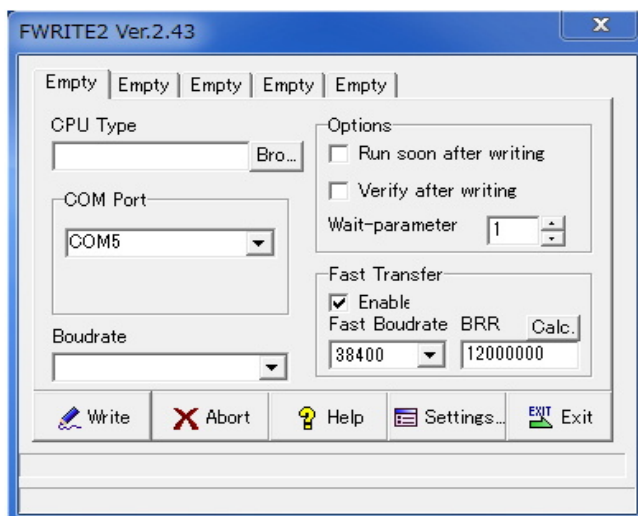 FWRITE2 Ver.2.43
x
Empty Empty Empty Empty Empty
CPU Type
Bro...
COM Port
COM5
Boudrate
Options
Run soon after writing
Verify after writing
Wait-parameter 1
Fast Transfer
Enable
Fast Boudrate BRR Calc.
38400 12000000
Write Abort Help Settings... EXIT Exit